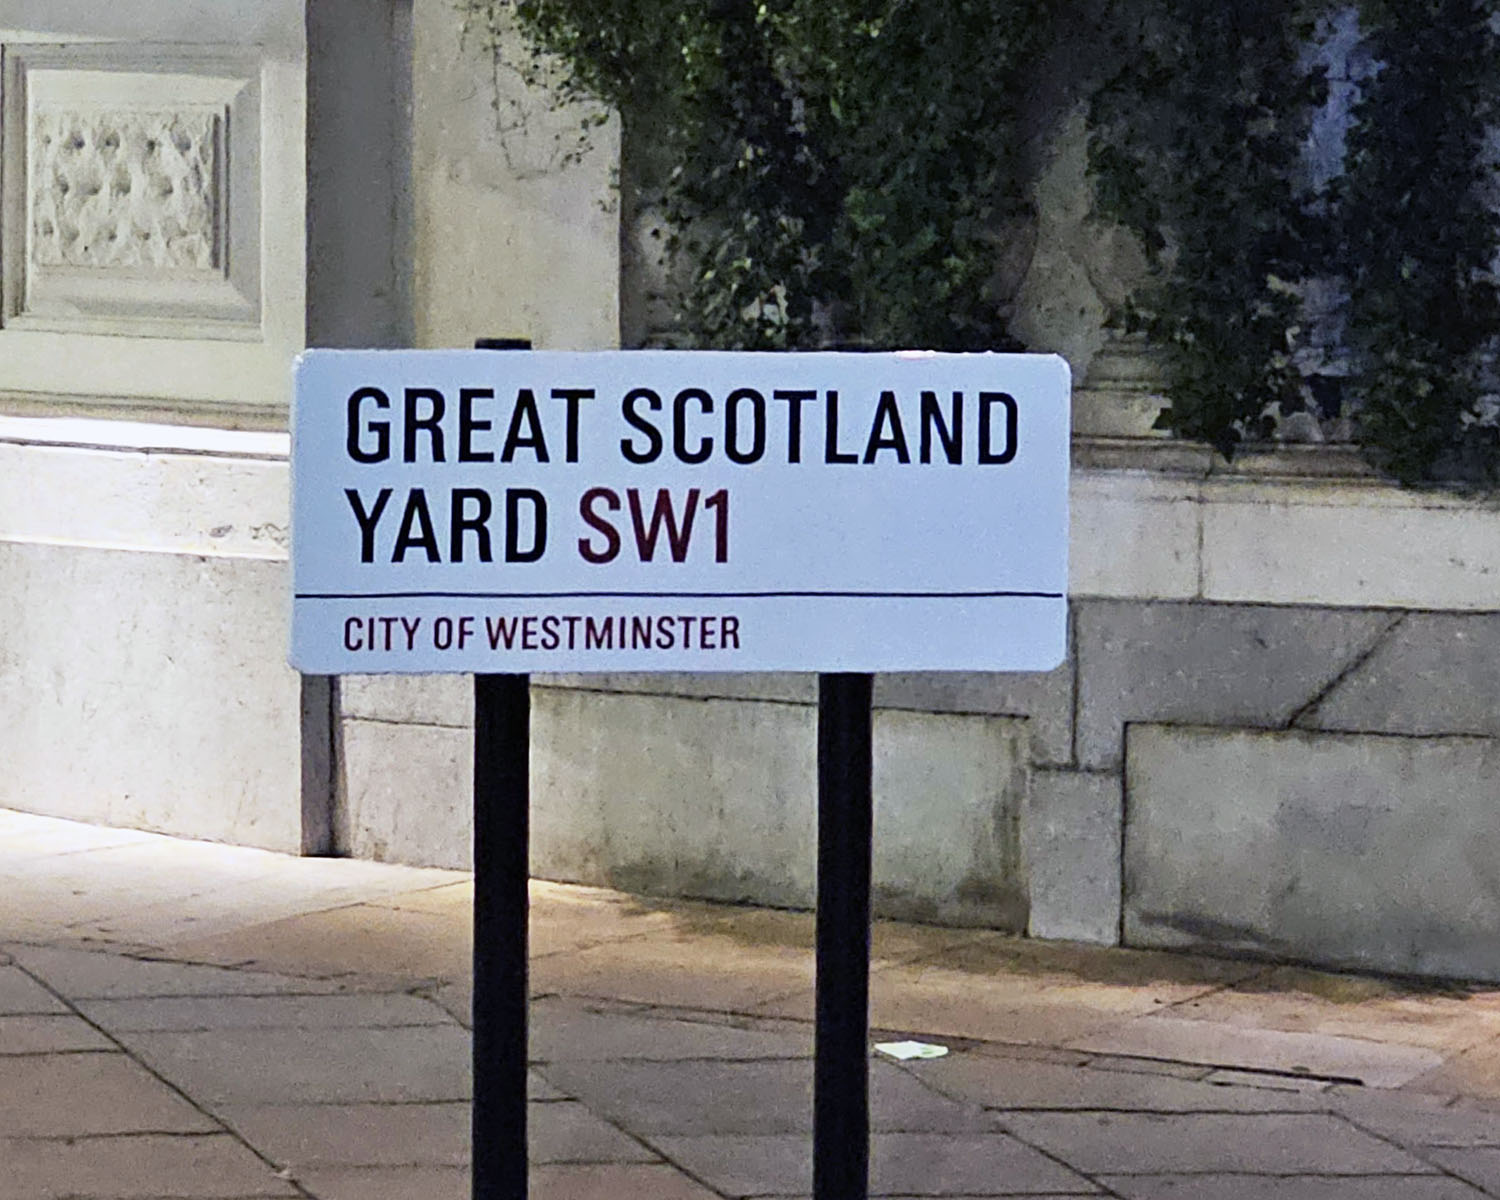 GREAT SCOTLAND
YARD SW1
CITY OF WESTMINSTER